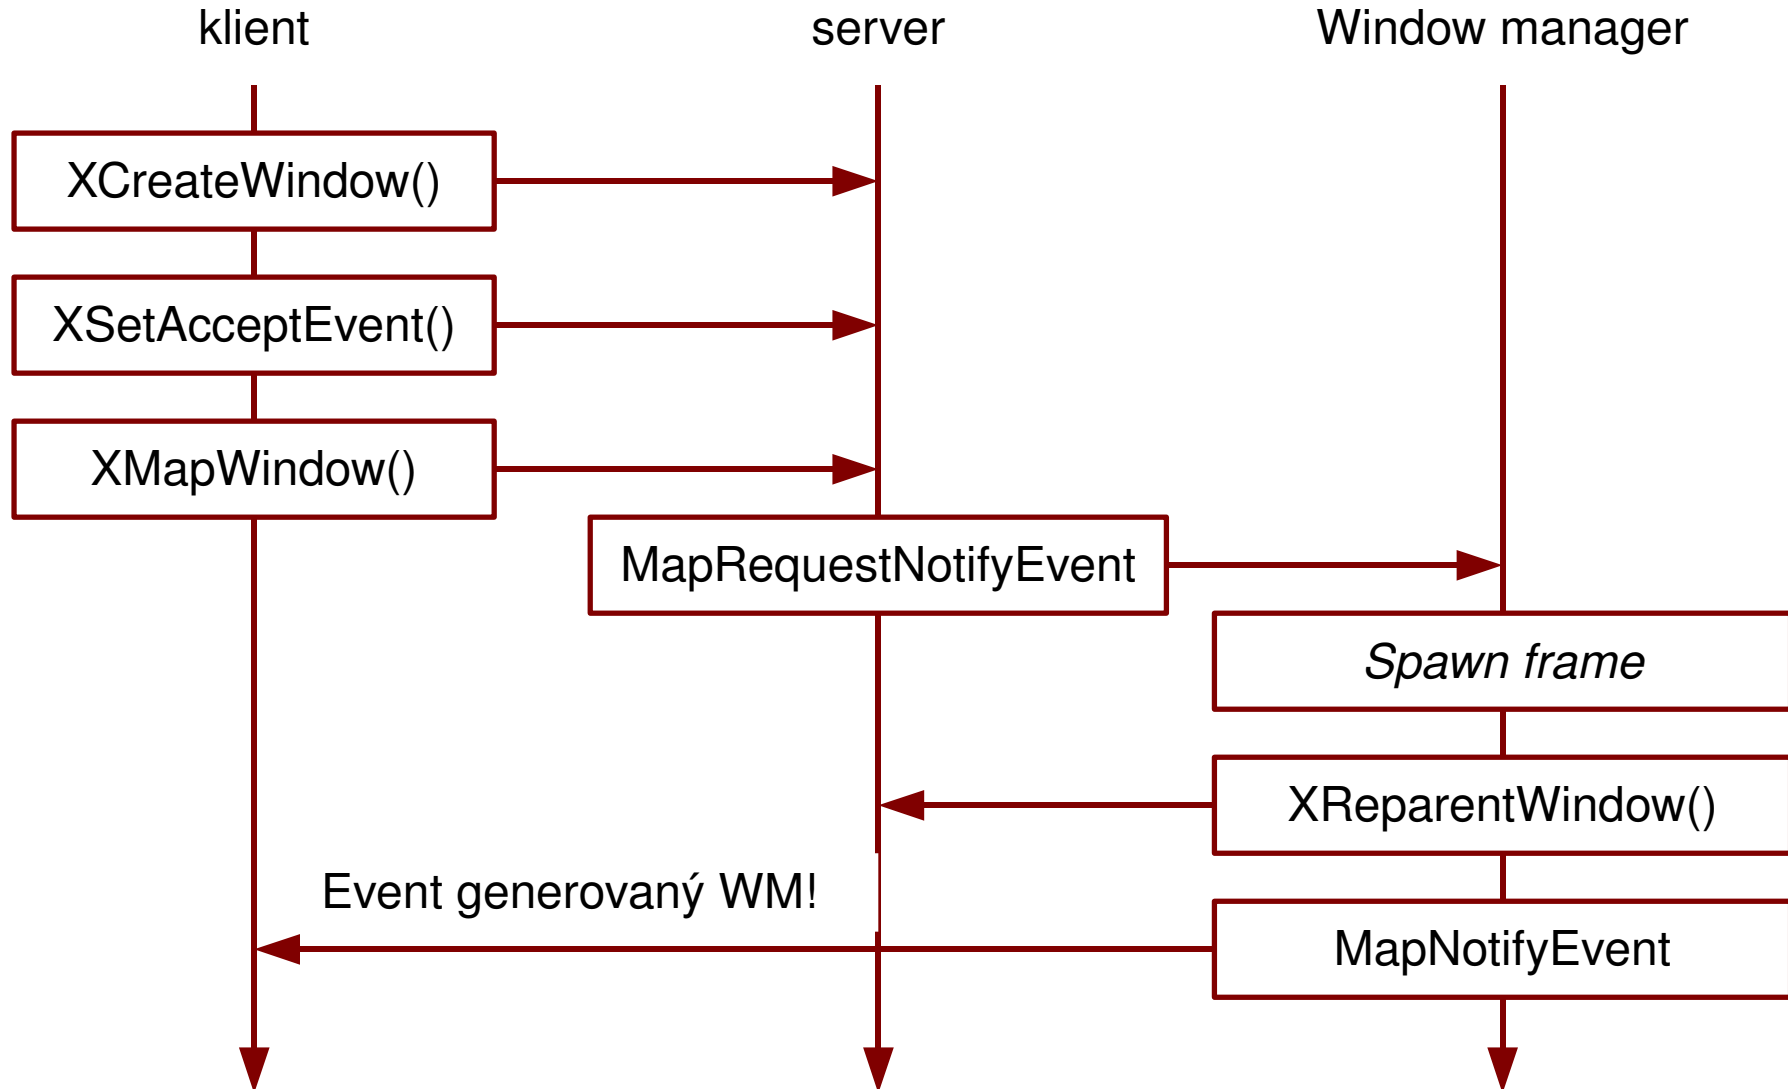 klient
server
Window manager
XCreateWindow()
XSetAcceptEvent()
XMapWindow()
MapRequestNotifyEvent
Spawn frame
XReparentWindow()
Event generovaný WM!
MapNotifyEvent